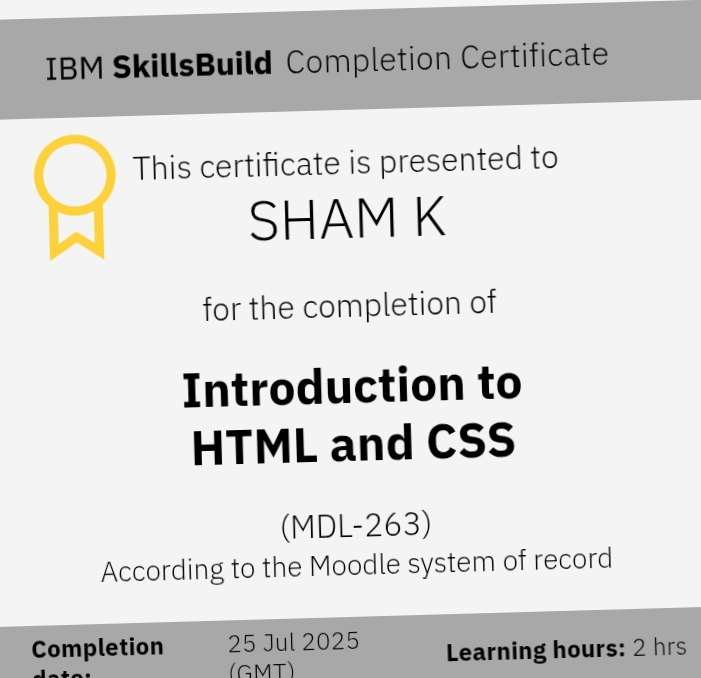 IBM SkillsBuild Completion Certificate
This certificate is presented to
SHAM K
for the completion of
Introduction to
HTML and CSS
(MDL-263)
According to the Moodle system of record
Completion 25 Jul 2025 Learning hours: 2 hrs
date: (GMT)